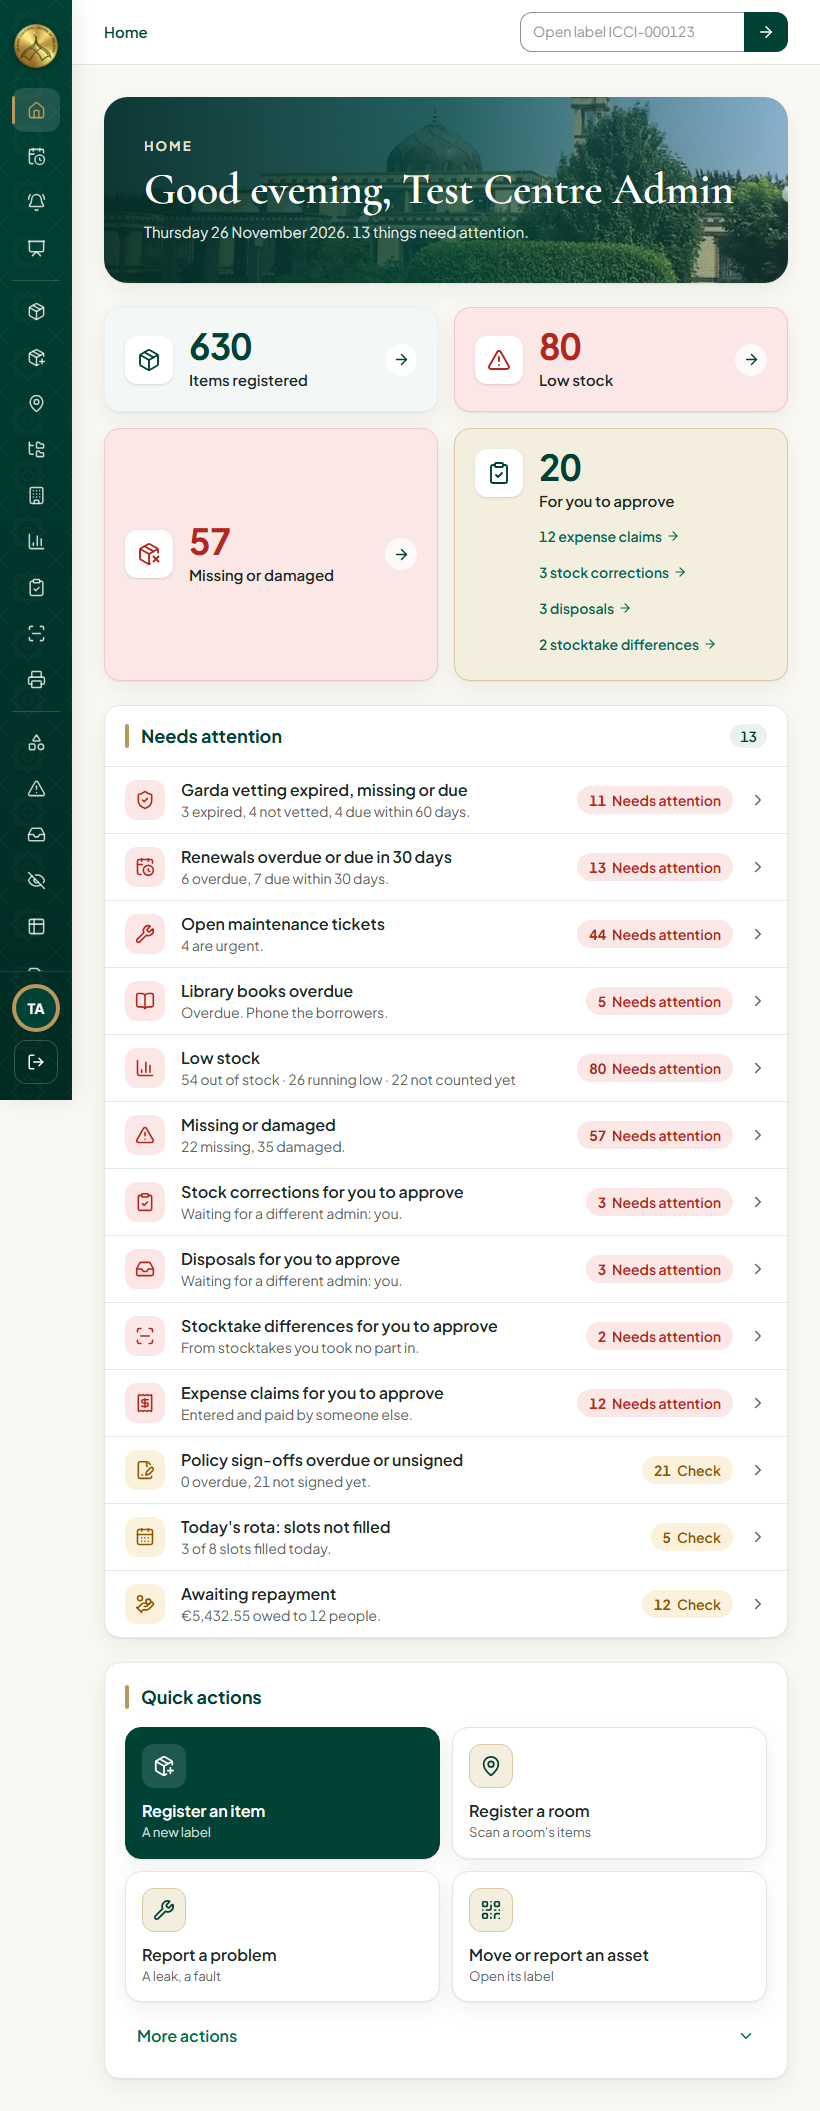 Home
Open label ICCI-000123
HOME
Good evening, Test Centre Admin
Thursday 26 November 2026. 13 things need attention.
630
Items registered
80
Low stock
57
Missing or damaged
20
For you to approve
12 expense claims
3 stock corrections
3 disposals
2 stocktake differences
Needs attention
13
Garda vetting expired, missing or due
3 expired, 4 not vetted, 4 due within 60 days.
11 Needs attention
Renewals overdue or due in 30 days
6 overdue, 7 due within 30 days.
13 Needs attention
Open maintenance tickets
4 are urgent.
44 Needs attention
Library books overdue
Overdue. Phone the borrowers.
5 Needs attention
Low stock
54 out of stock · 26 running low · 22 not counted yet
80 Needs attention
Missing or damaged
22 missing, 35 damaged.
57 Needs attention
Stock corrections for you to approve
Waiting for a different admin: you.
3 Needs attention
Disposals for you to approve
Waiting for a different admin: you.
3 Needs attention
Stocktake differences for you to approve
From stocktakes you took no part in.
2 Needs attention
Expense claims for you to approve
Entered and paid by someone else.
12 Needs attention
Policy sign-offs overdue or unsigned
0 overdue, 21 not signed yet.
21 Check
Today's rota: slots not filled
3 of 8 slots filled today.
5 Check
Awaiting repayment
€5,432.55 owed to 12 people.
12 Check
TA
Quick actions
Register an item
A new label
Register a room
Scan a room's items
Report a problem
A leak, a fault
Move or report an asset
Open its label
More actions